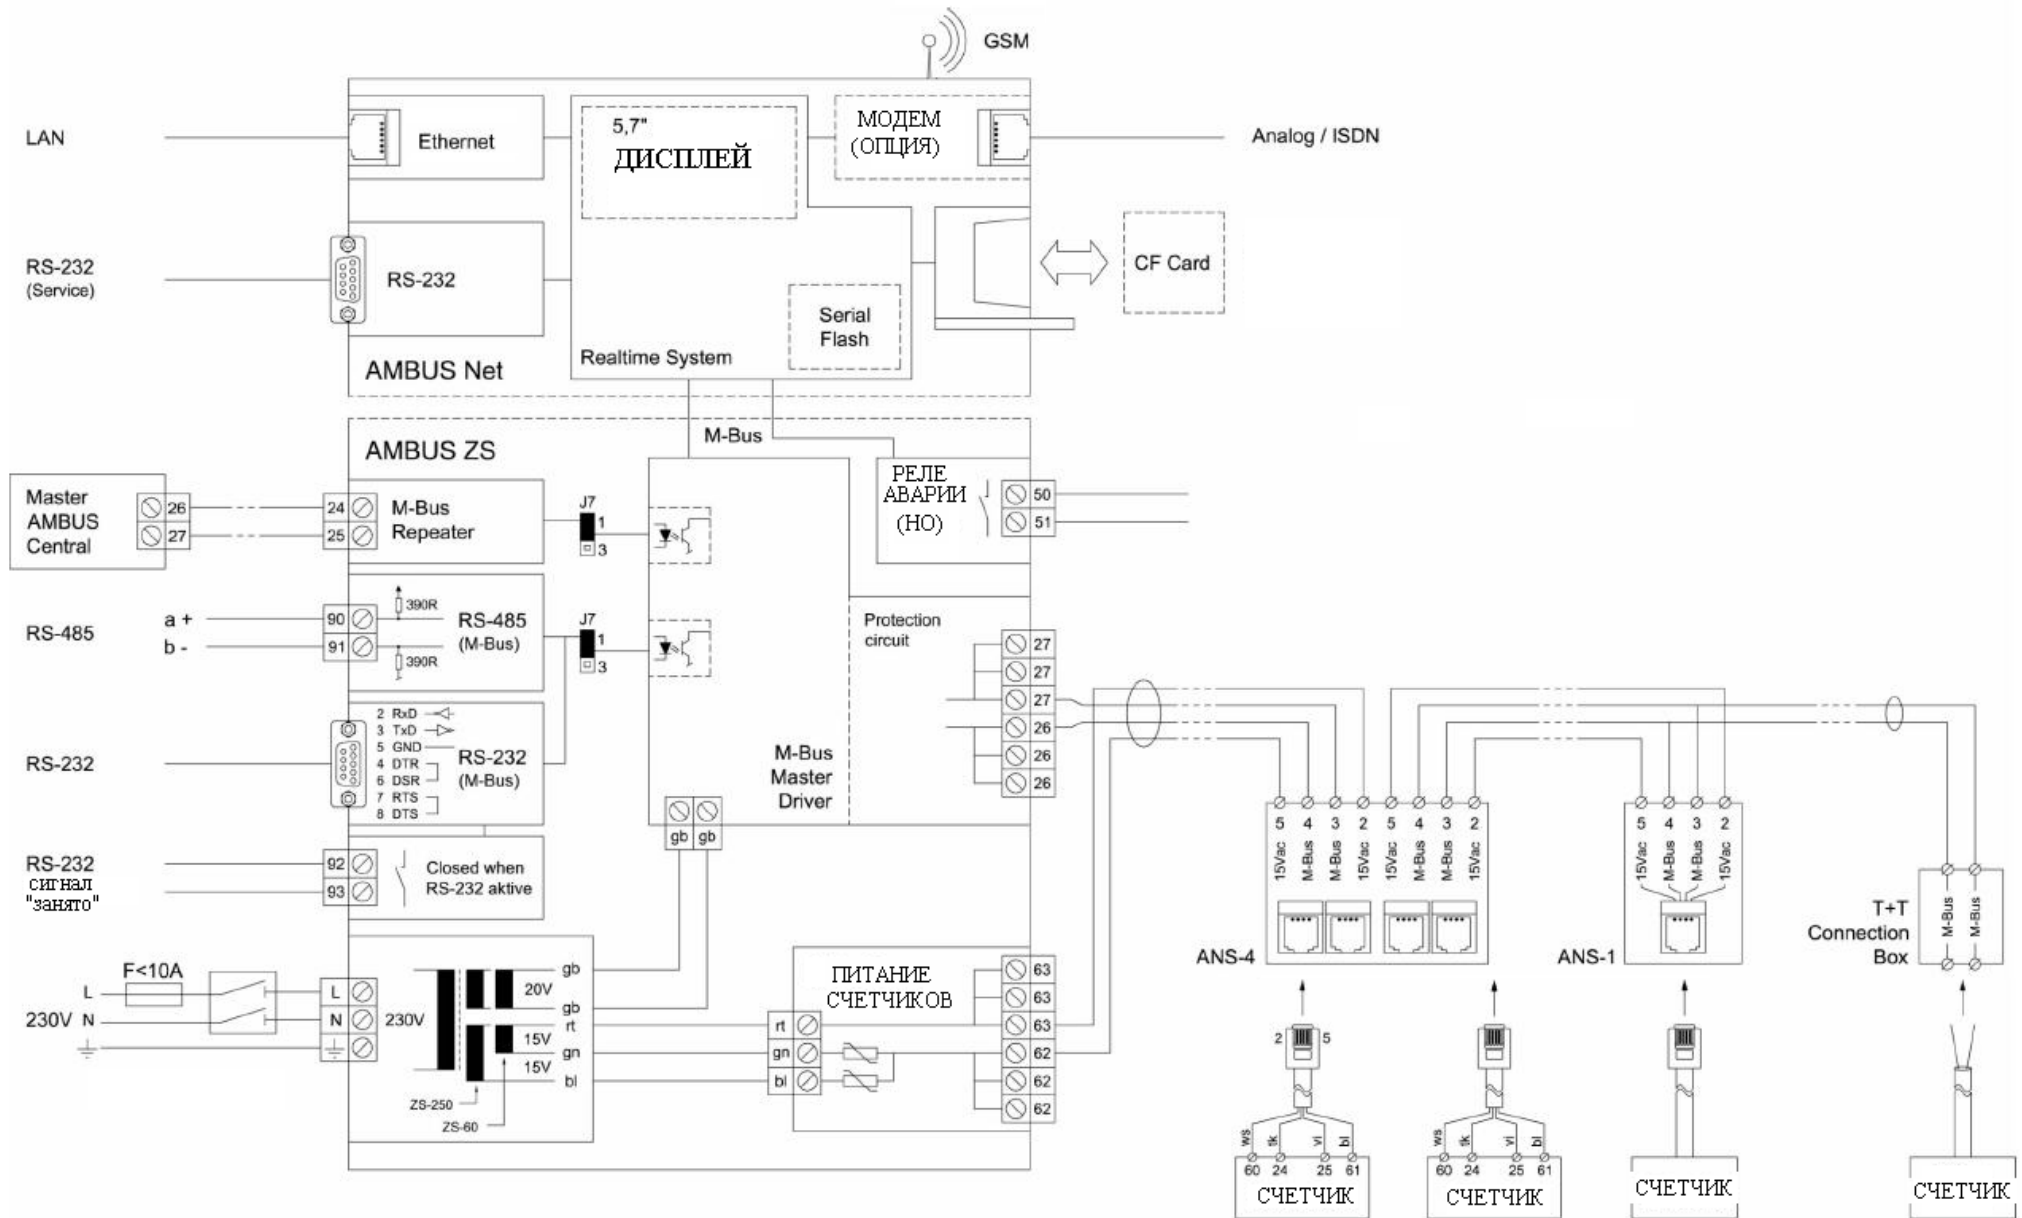 GSM
LAN
Ethernet
5,7"
ДИСПЛЕЙ
МОДЕМ
(ОПЦИЯ)
Analog / ISDN
RS-232
(Service)
RS-232
Serial
Flash
CF Card
Realtime System
AMBUS Net
AMBUS ZS
M-Bus
Master
AMBUS
Central
26
27
24
25
M-Bus
Repeater
J7
1
3
РЕЛЕ
АВАРИИ
(НО)
50
51
RS-485
a +
b -
90
91
390R
390R
RS-485
(M-Bus)
J7
1
3
Protection
circuit
27
27
27
26
26
26
RS-232
2 RxD
3 TxD
5 GND
4 DTR
6 DSR
7 RTS
8 DTS
RS-232
(M-Bus)
M-Bus
Master
Driver
gb gb
RS-232
сигнал
"занято"
92
93
Closed when
RS-232 aktive
5 4 3 2 5 4 3 2
15Vac M-Bus M-Bus 15Vac 15Vac M-Bus M-Bus 15Vac
ANS-4
5 4 3 2
15Vac M-Bus M-Bus 15Vac
ANS-1
T+T
Connection
Box
M-Bus M-Bus
F<10A
L
230V N
L
N
230V
gb
20V
gb
rt
15V
gn
15V
bl
ZS-250
ZS-60
rt
gn
bl
ПИТАНИЕ
СЧЕТЧИКОВ
63
63
63
62
62
62
2 5
ws tk vi bl
60 24 25 61
СЧЕТЧИК
ws tk vi bl
60 24 25 61
СЧЕТЧИК
СЧЕТЧИК
СЧЕТЧИК